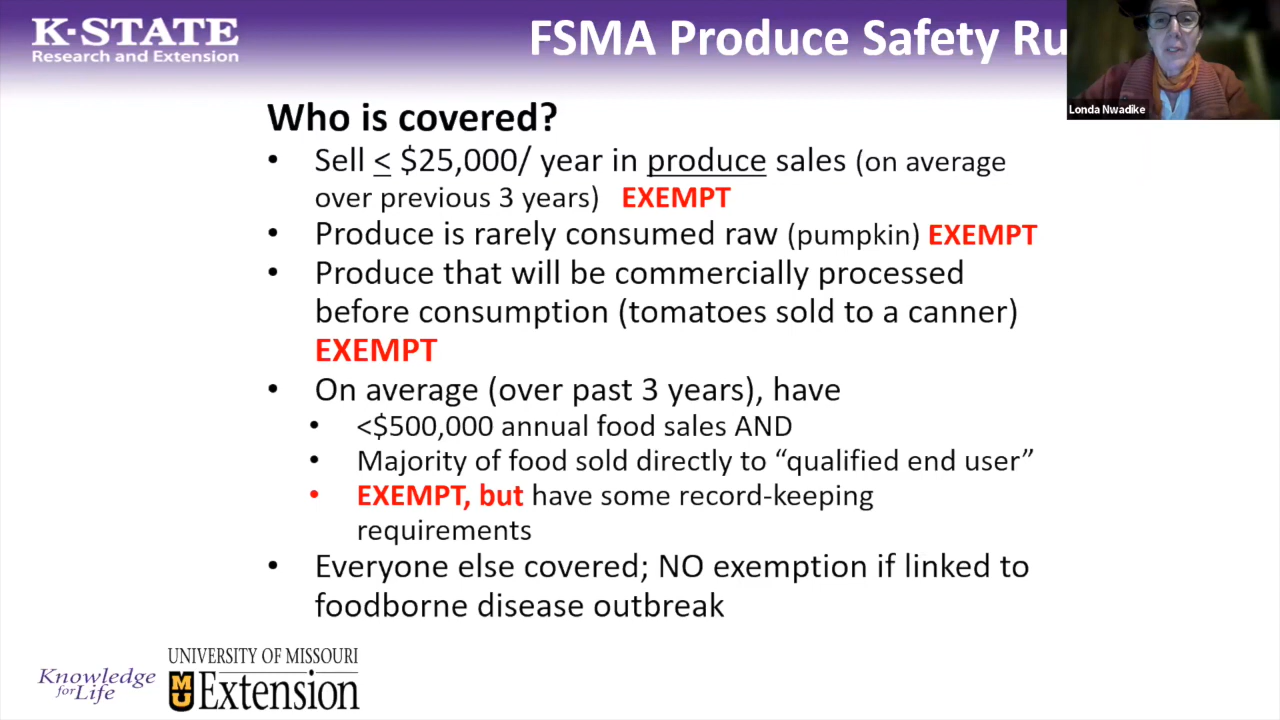 K-STATE
Research and Extension
FSMA Produce Safety Ru
Londa Nwadike
Who is covered?
• Sell < $25,000/ year in produce sales (on average
over previous 3 years) EXEMPT
• Produce is rarely consumed raw (pumpkin) EXEMPT
• Produce that will be commercially processed
before consumption (tomatoes sold to a canner)
EXEMPT
• On average (over past 3 years), have
• <$500,000 annual food sales AND
• Majority of food sold directly to “qualified end user”
• EXEMPT, but have some record-keeping
requirements
• Everyone else covered; NO exemption if linked to
foodborne disease outbreak
Knowledge
for Life
UNIVERSITY OF MISSOURI
MU Extension